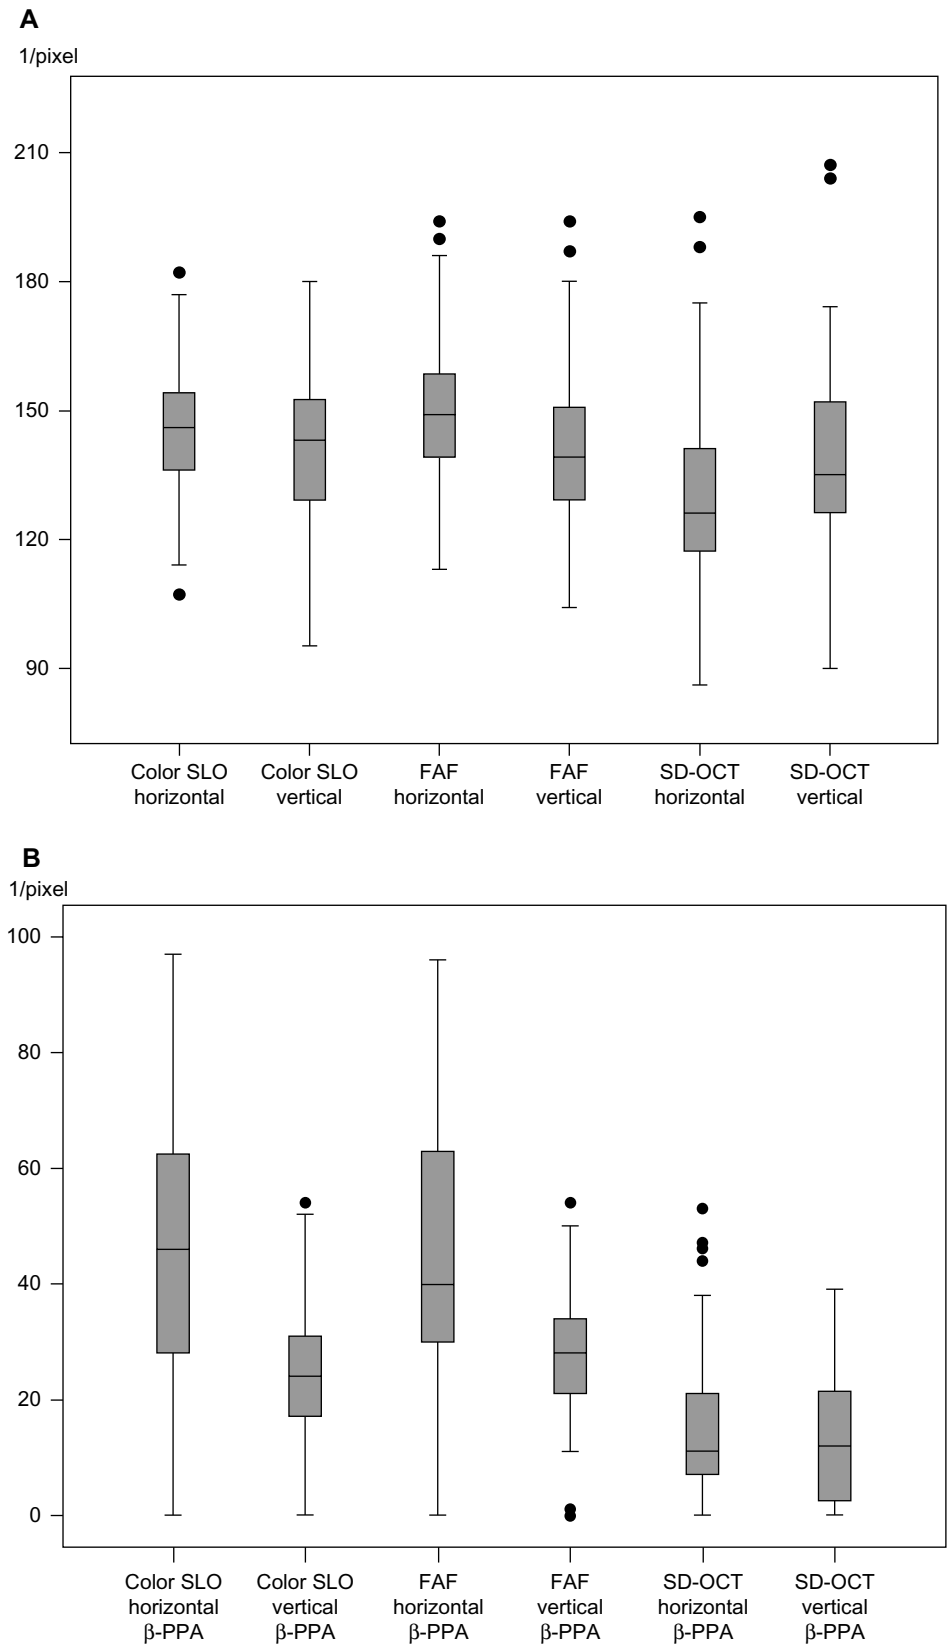 A
1/pixel
210
180
150
120
90
Color SLO horizontal
Color SLO vertical
FAF horizontal
FAF vertical
SD-OCT horizontal
SD-OCT vertical
B
1/pixel
100
80
60
40
20
0
Color SLO horizontal β-PPA
Color SLO vertical β-PPA
FAF horizontal β-PPA
FAF vertical β-PPA
SD-OCT horizontal β-PPA
SD-OCT vertical β-PPA